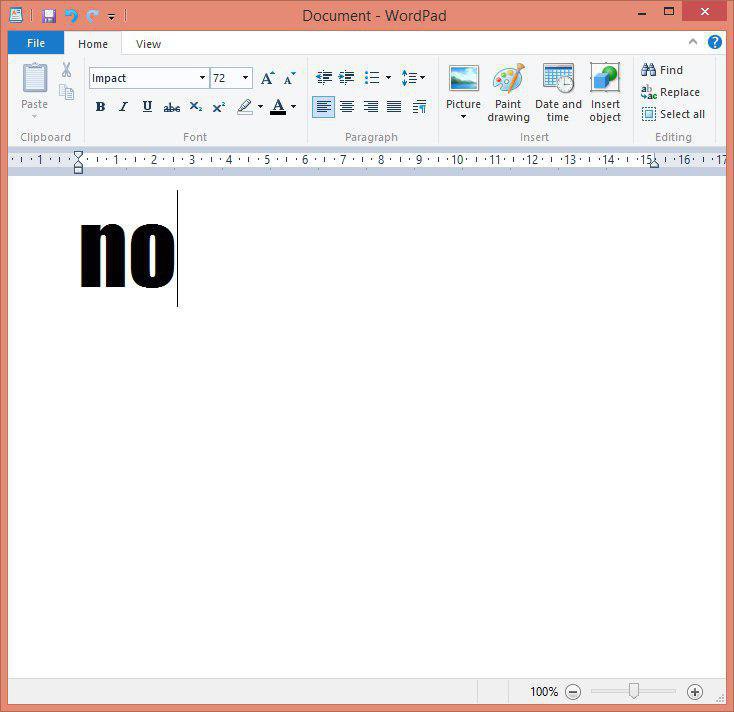 Document - WordPad
File Home View
Impact 72
Paste
B I U abc X₂ X² A
Picture
Paint drawing
Date and time
Insert object
Find
Replace
Select all
Clipboard Font Paragraph Insert Editing
1 1 2 3 4 5 6 7 8 9 10 11 12 13 14 15 16 17
no
100%